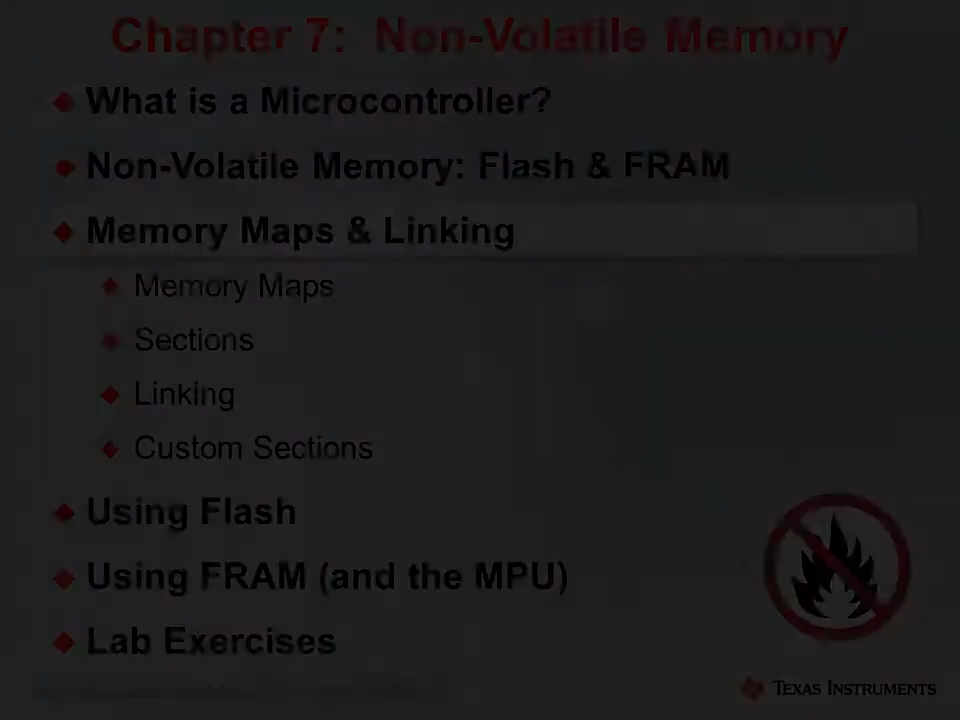 Chapter 7: Non-Volatile Memory
What is a Microcontroller?
Non-Volatile Memory: Flash & FRAM
Memory Maps & Linking
Memory Maps
Sections
Linking
Custom Sections
Using Flash
Using FRAM (and the MPU)
Lab Exercises
TEXAS INSTRUMENTS